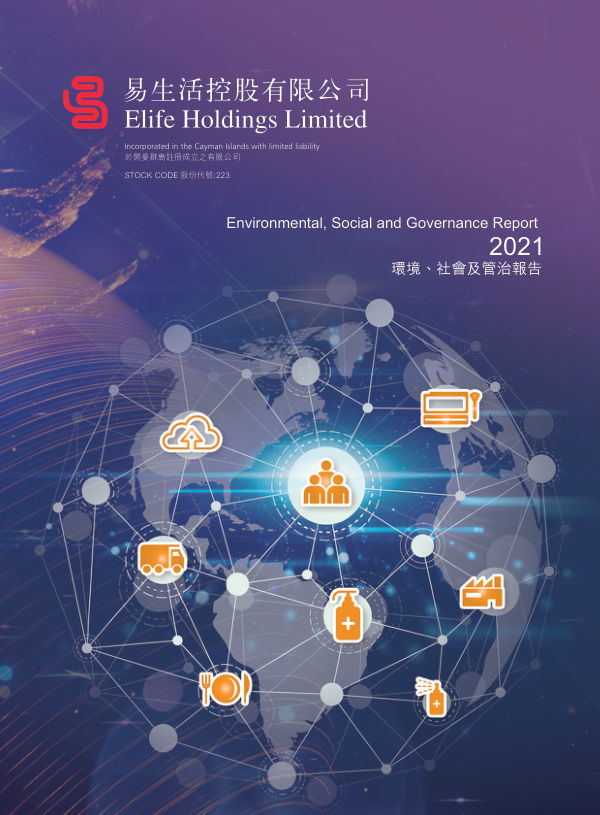 易生活控股有限公司
Elife Holdings Limited
Incorporated in the Cayman Islands with limited liability
於開曼群島註冊成立之有限公司
STOCK CODE 股份代號:223
Environmental, Social and Governance Report
2021
環境、社會及管治報告